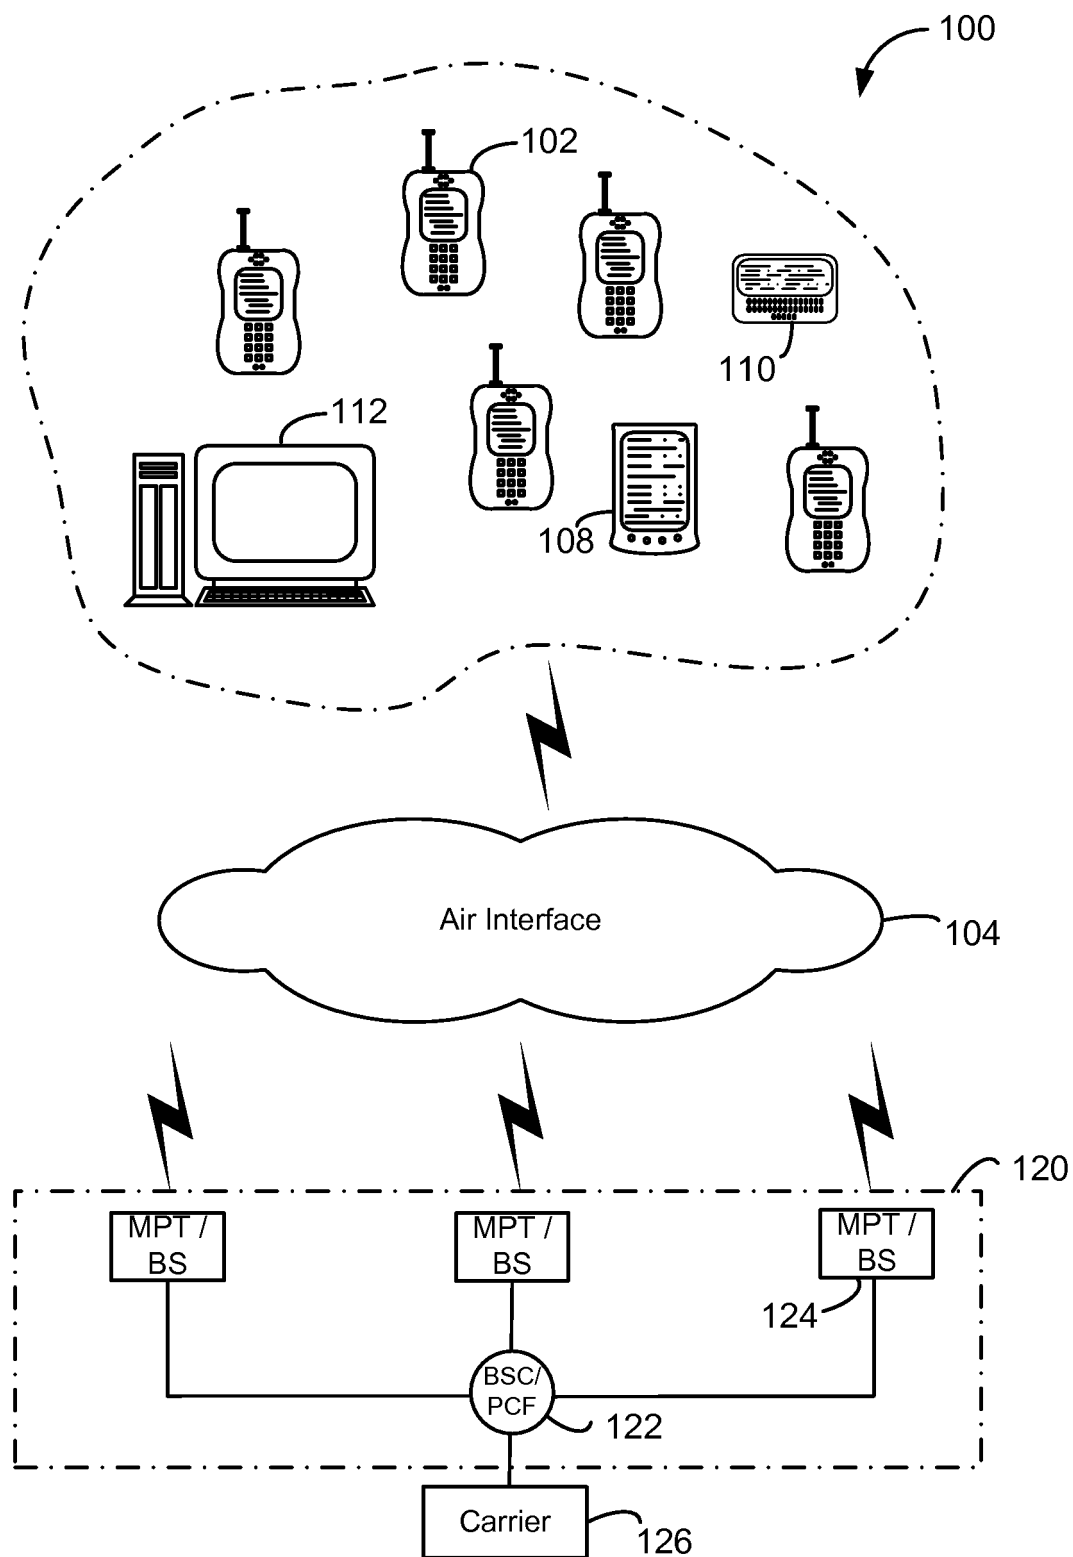 100
102
110
112
108
Air Interface
104
120
MPT /
BS
MPT /
BS
MPT /
BS
124
BSC/
PCF
122
Carrier
126